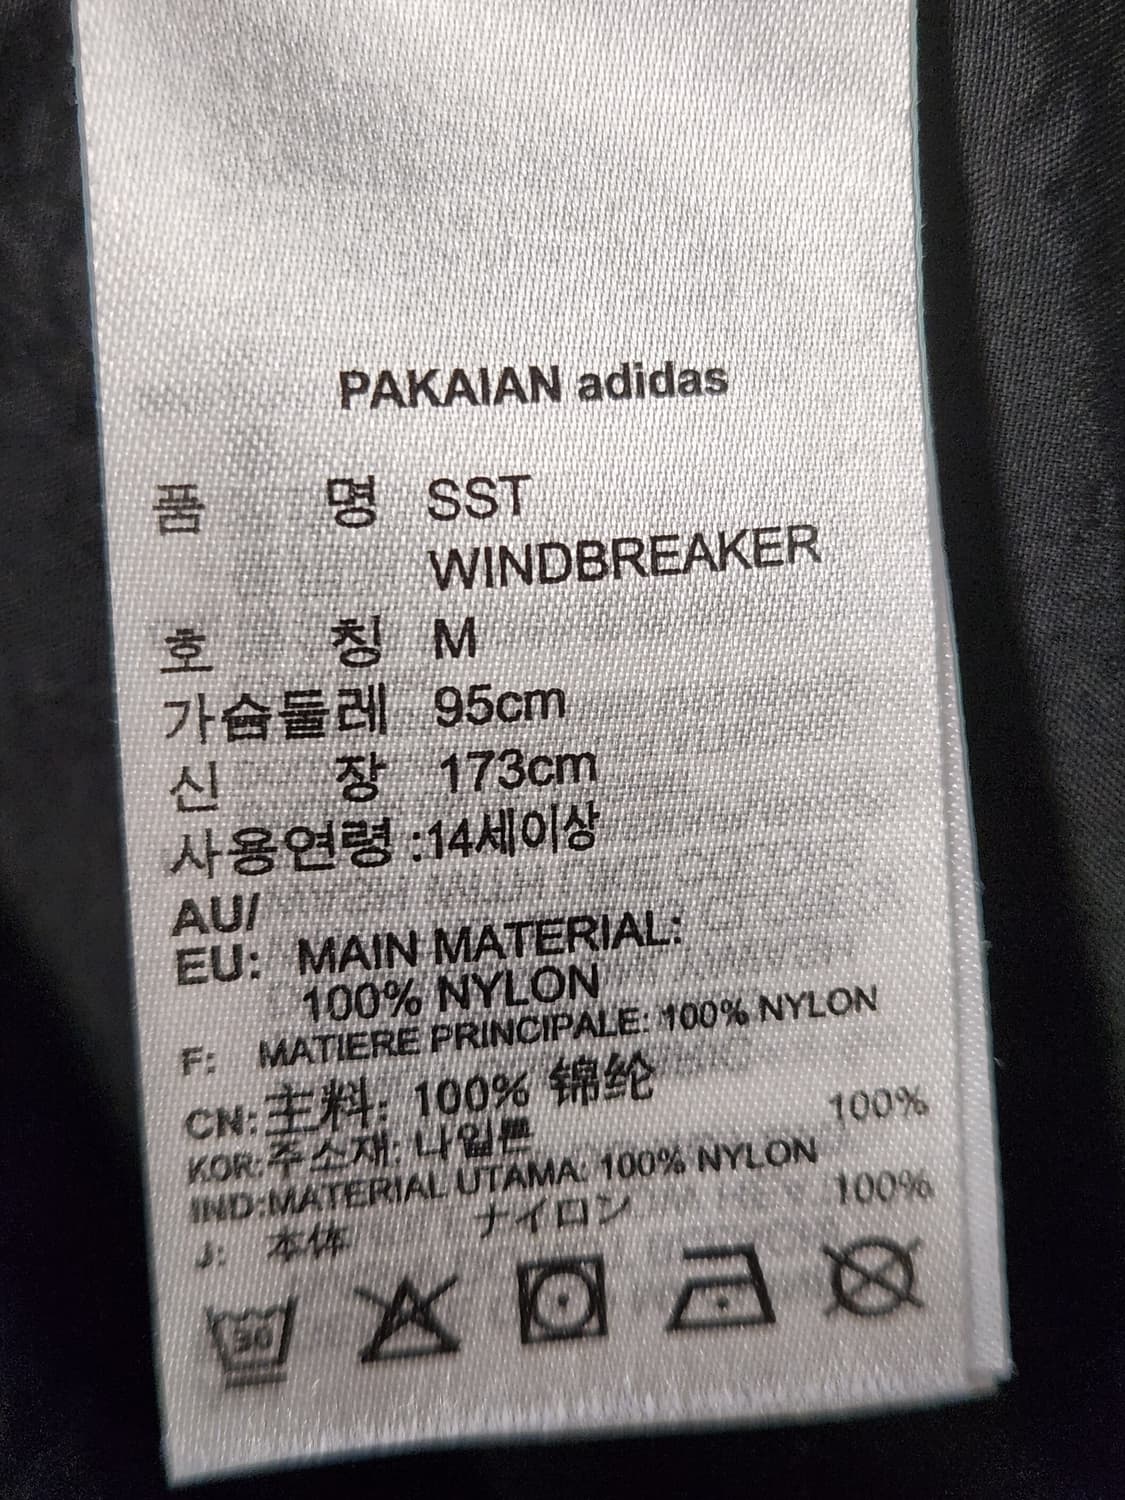 PAKAIAN adidas
품 명 SST
WINDBREAKER
호 칭 M
가슴둘레 95cm
신 장 173cm
사용연령 :14세이상
AU/
EU: MAIN MATERIAL:
100% NYLON
F: MATIERE PRINCIPALE: 100% NYLON
CN:主料: 100% 锦纶
KOR:주소재: 나일론 100%
IND:MATERIAL UTAMA: 100% NYLON
J: 本体 ナイロン 100%
30